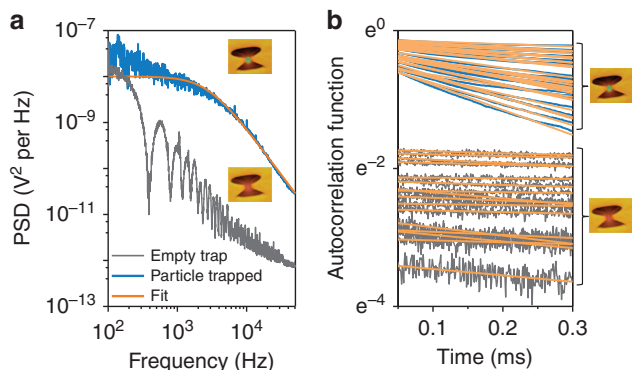 a
10⁻⁷
10⁻⁹
10⁻¹¹
10⁻¹³
PSD (V² per Hz)
Empty trap
Particle trapped
Fit
10² 10³ 10⁴
Frequency (Hz)
b
e⁰
e⁻²
e⁻⁴
Autocorrelation function
0.1 0.2 0.3
Time (ms)